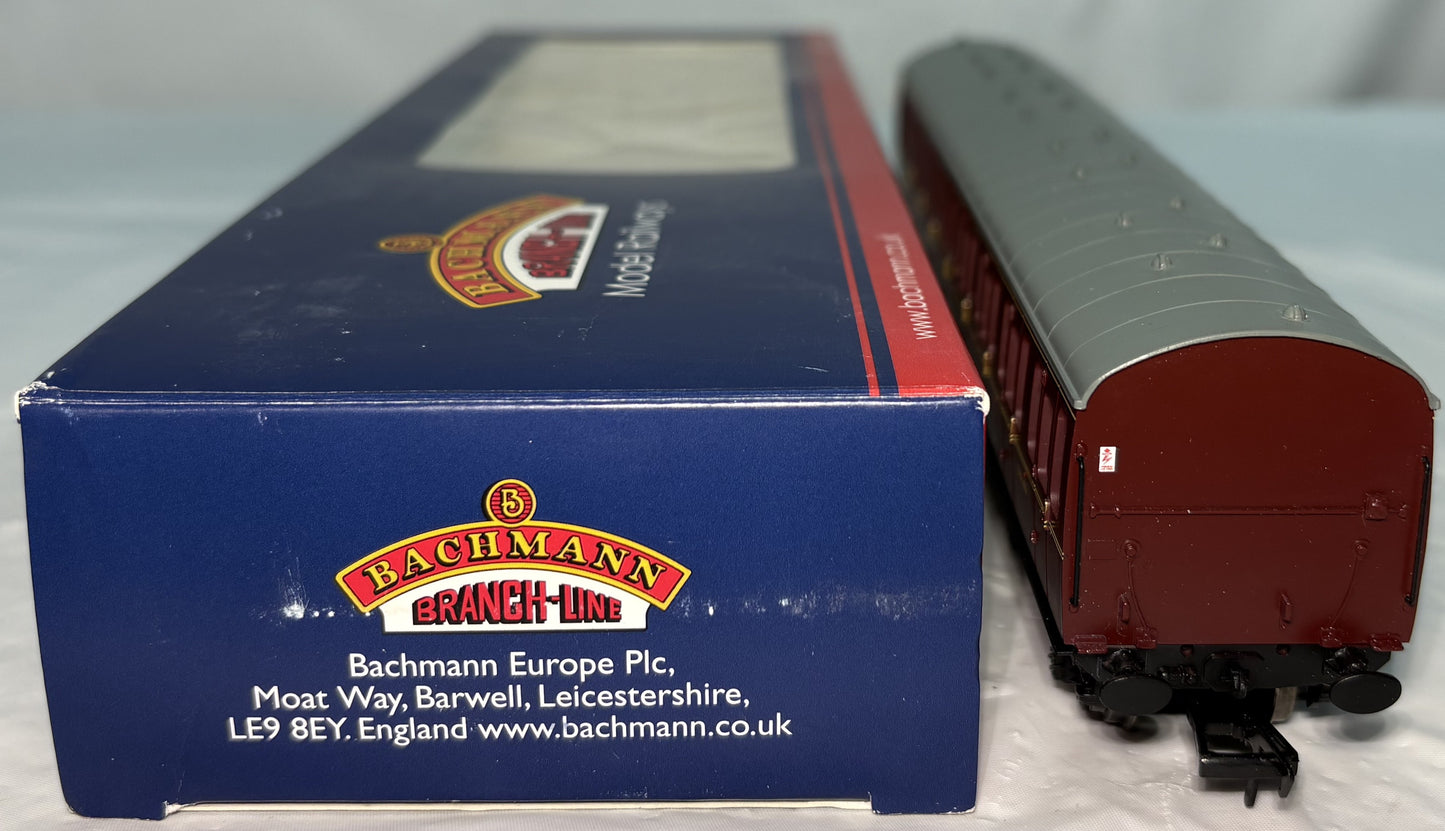 BACHMANN
BRANCH-LINE
Model Railways
www.bachmann.co.uk
B
BACHMANN
BRANCH-LINE
Bachmann Europe Plc,
Moat Way, Barwell, Leicestershire,
LE9 8EY. England www.bachmann.co.uk